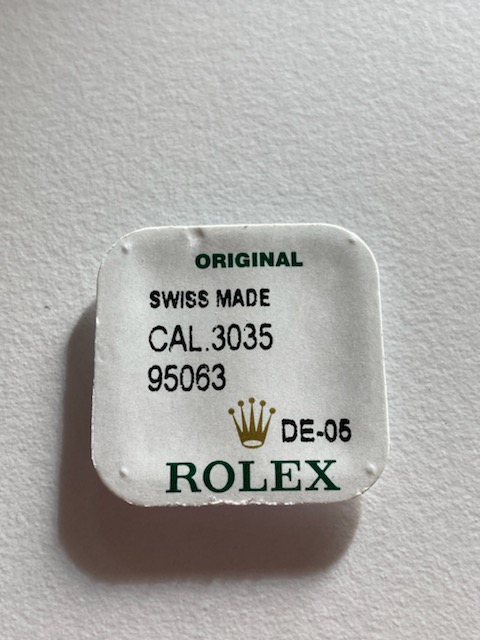 ORIGINAL
SWISS MADE
CAL.3035
95063
DE-05
ROLEX